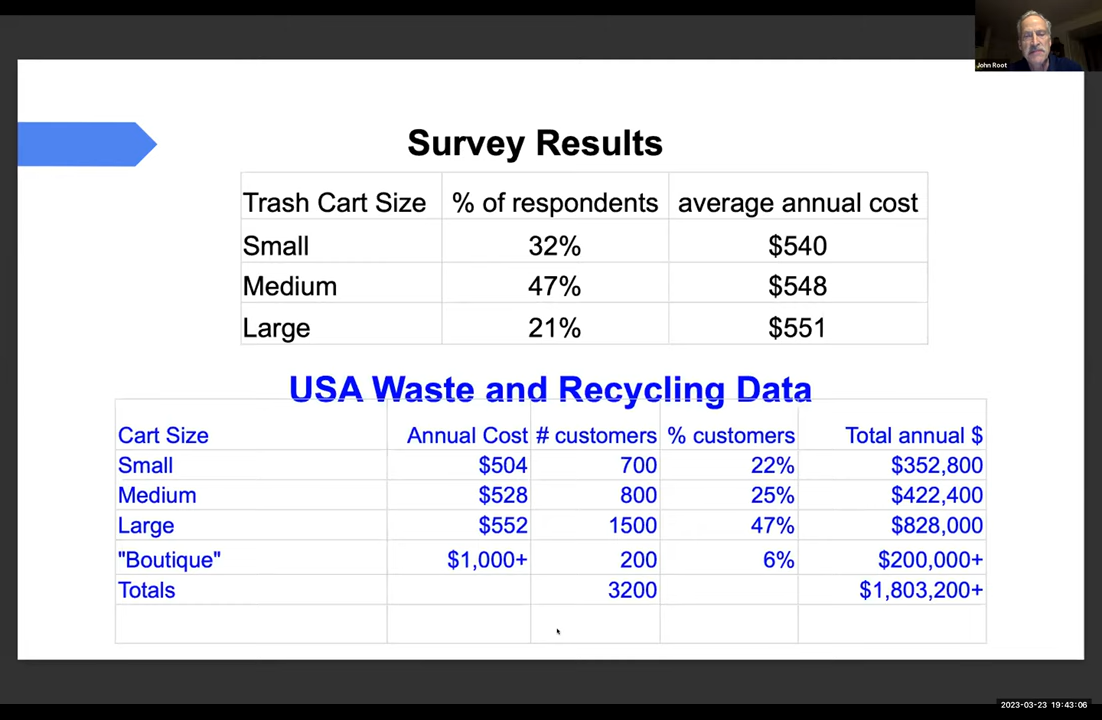 John Root
Survey Results
Trash Cart Size % of respondents average annual cost
Small 32% $540
Medium 47% $548
Large 21% $551
USA Waste and Recycling Data
Cart Size Annual Cost # customers % customers Total annual $
Small $504 700 22% $352,800
Medium $528 800 25% $422,400
Large $552 1500 47% $828,000
"Boutique" $1,000+ 200 6% $200,000+
Totals 3200 $1,803,200+
2023-03-23 19:43:06